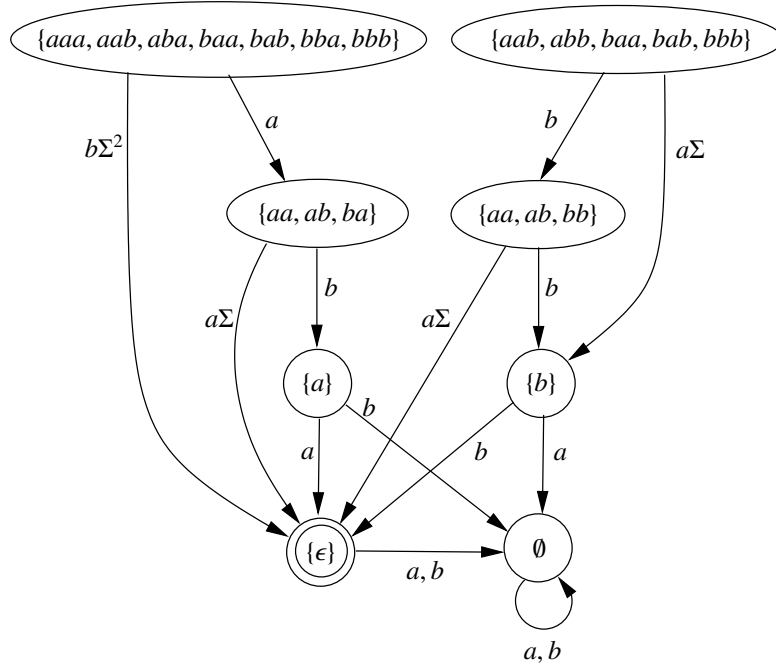 {aaa, aab, aba, baa, bab, bba, bbb} {aab, abb, baa, bab, bbb}
a
b
bΣ²
aΣ
{aa, ab, ba} {aa, ab, bb}
b
b
aΣ
aΣ
{a} {b}
b
a
b
a
{ϵ} ∅
a, b
a, b